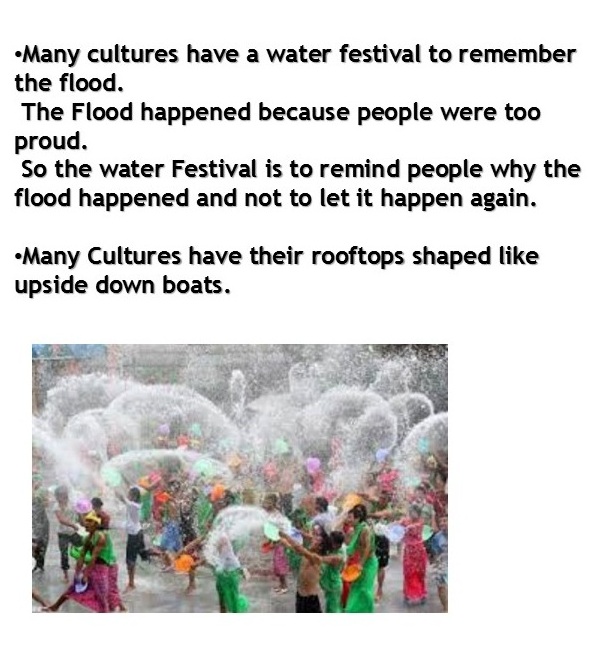 •Many cultures have a water festival to remember
the flood.
The Flood happened because people were too
proud.
So the water Festival is to remind people why the
flood happened and not to let it happen again.
•Many Cultures have their rooftops shaped like
upside down boats.